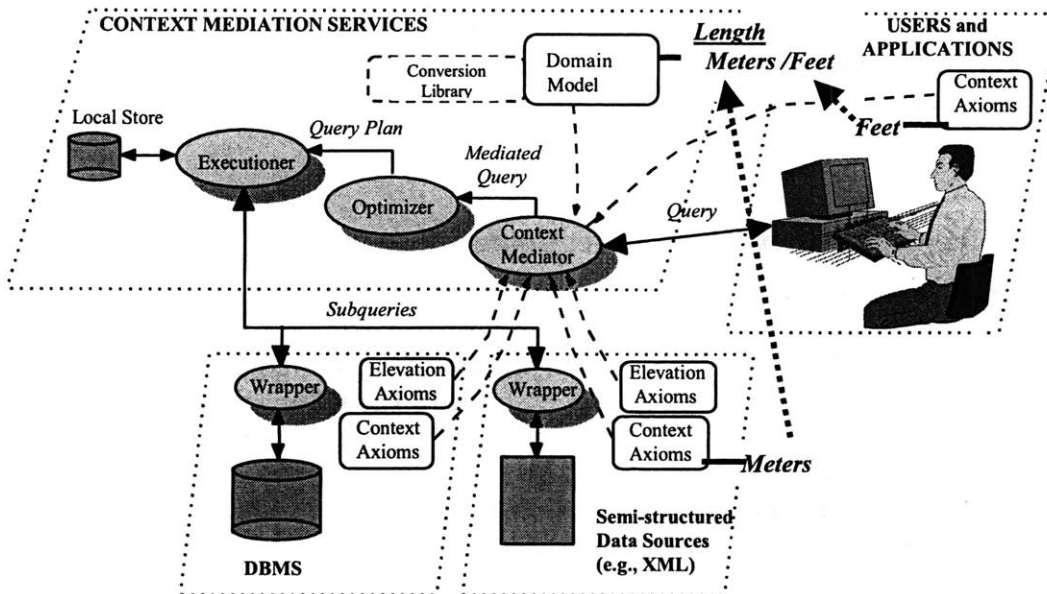 CONTEXT MEDIATION SERVICES
Length
Meters /Feet
USERS and
APPLICATIONS
Conversion
Library
Domain
Model
Context
Axioms
Feet
Local Store
Query Plan
Executioner
Mediated
Query
Optimizer
Query
Context
Mediator
Subqueries
Wrapper
Elevation
Axioms
Context
Axioms
Wrapper
Elevation
Axioms
Context
Axioms
Meters
DBMS
Semi-structured
Data Sources
(e.g., XML)